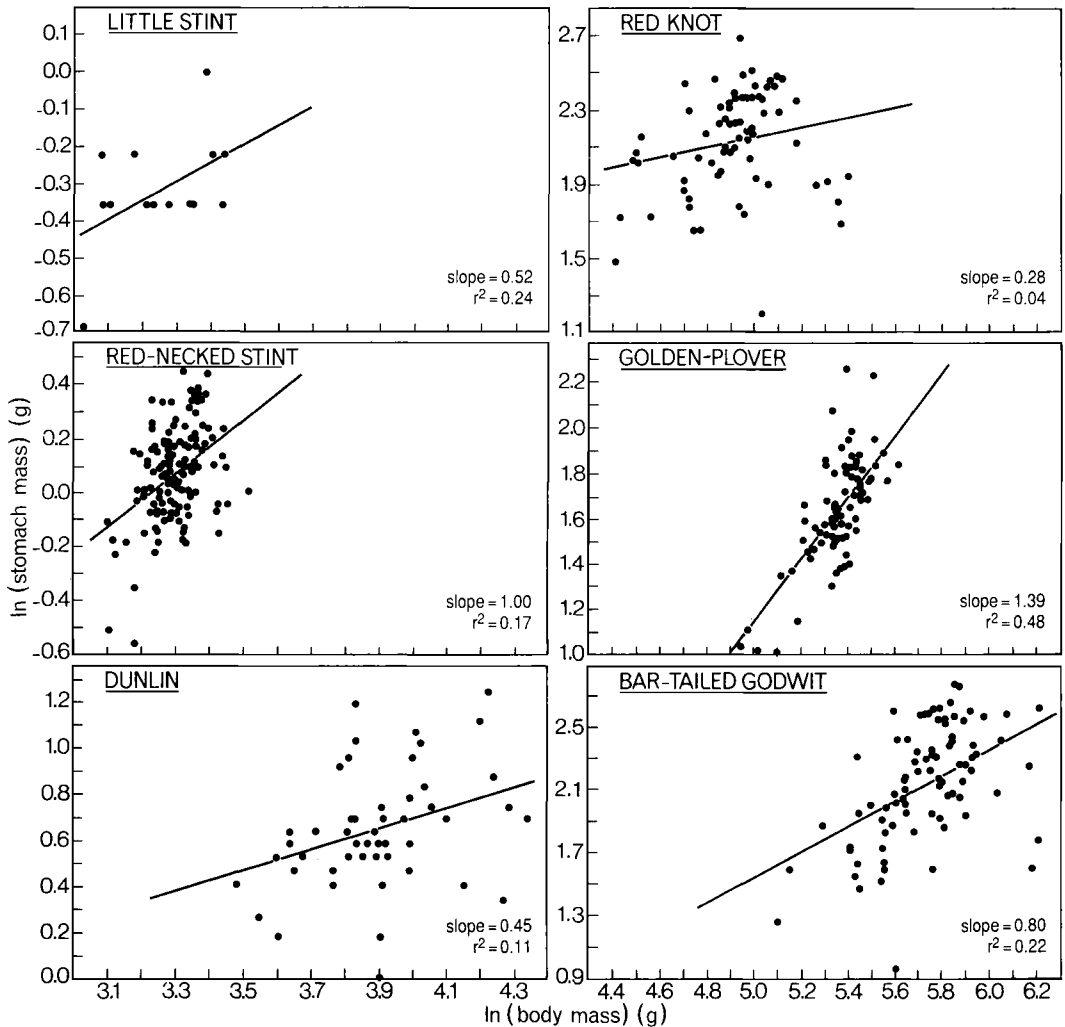 LITTLE STINT
0.1
0.0
-0.1
-0.2
-0.3
-0.4
-0.5
-0.6
-0.7
slope = 0.52
r² = 0.24
RED KNOT
2.7
2.3
1.9
1.5
1.1
slope = 0.28
r² = 0.04
RED-NECKED STINT
0.4
0.2
0.0
-0.2
-0.4
-0.6
slope = 1.00
r² = 0.17
GOLDEN-PLOVER
2.2
2.0
1.8
1.6
1.4
1.2
1.0
slope = 1.39
r² = 0.48
ln (stomach mass) (g)
DUNLIN
1.2
1.0
0.8
0.6
0.4
0.2
0.0
slope = 0.45
r² = 0.11
3.1 3.3 3.5 3.7 3.9 4.1 4.3
BAR-TAILED GODWIT
2.5
2.1
1.7
1.3
0.9
slope = 0.80
r² = 0.22
4.4 4.6 4.8 5.0 5.2 5.4 5.6 5.8 6.0 6.2
ln (body mass) (g)